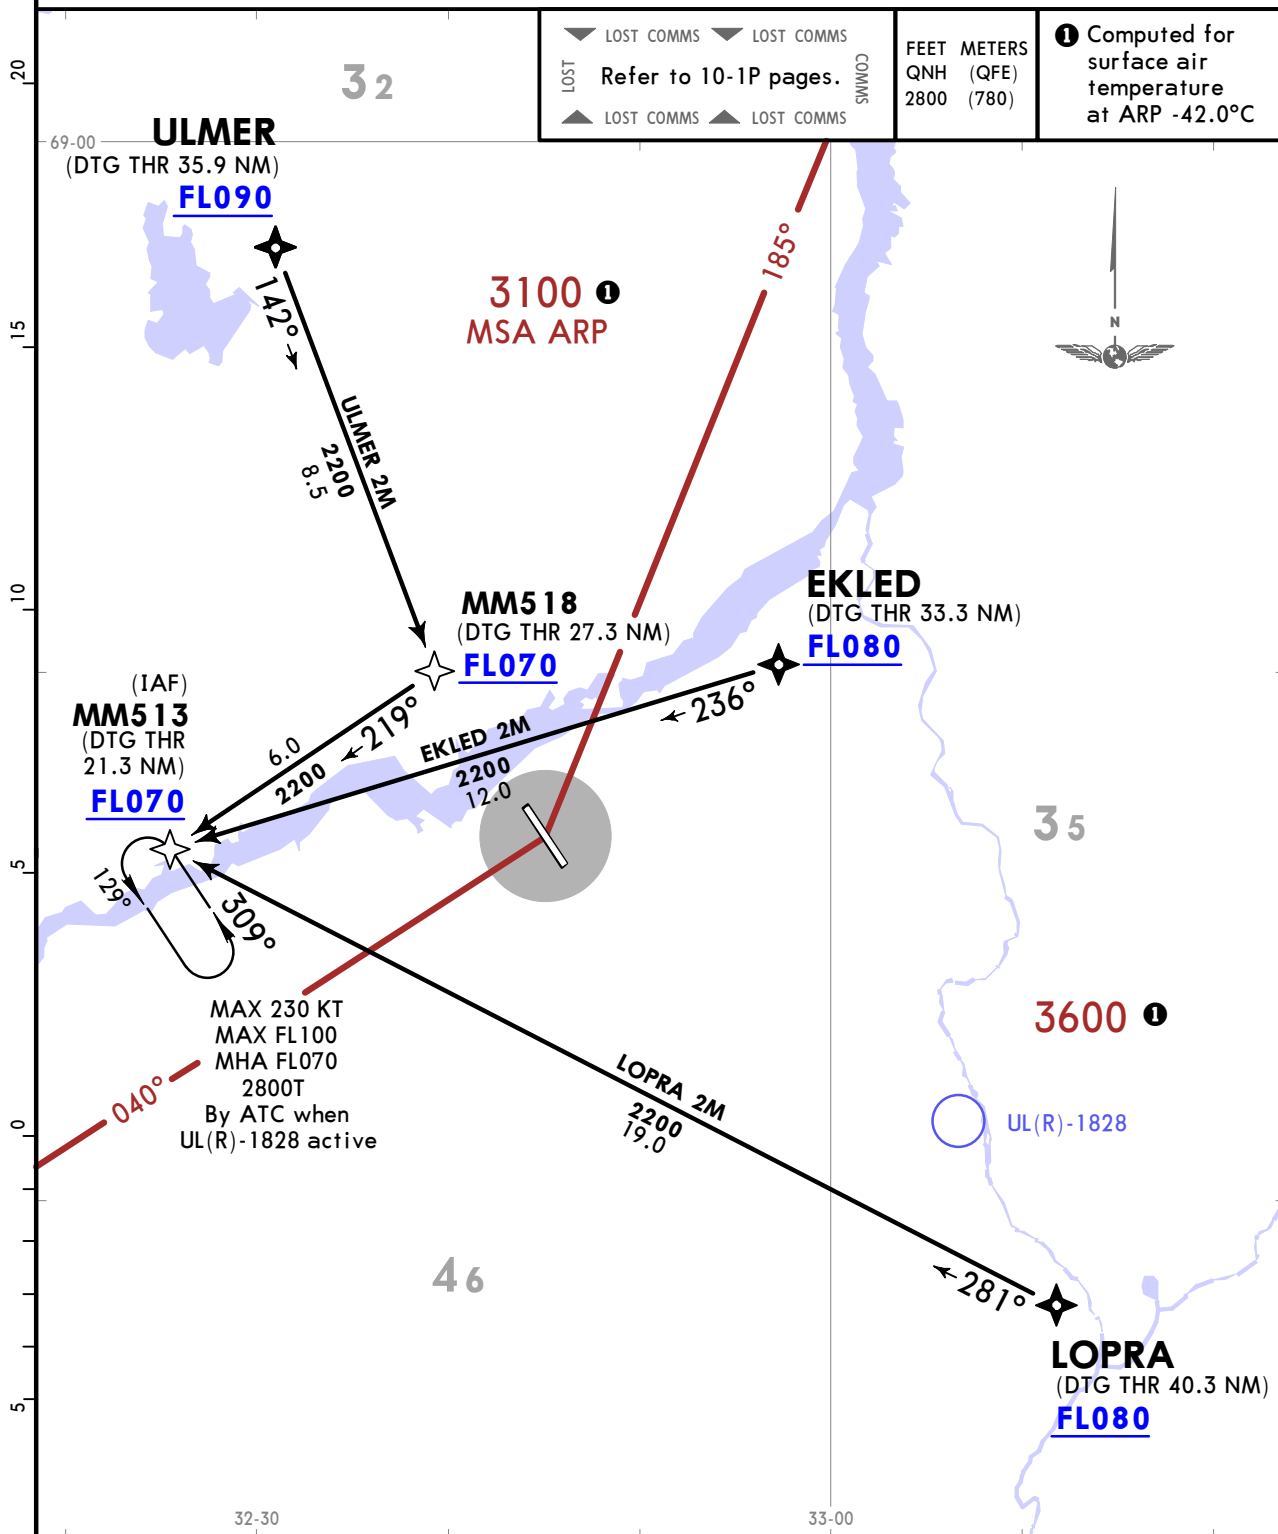 LOST COMMS LOST COMMS
LOST
Refer to 10-1P pages.
COMMS
LOST COMMS LOST COMMS
FEET METERS
QNH (QFE)
2800 (780)
1 Computed for
surface air
temperature
at ARP -42.0°C
20
15
10
5
0
5
32
69-00
ULMER
(DTG THR 35.9 NM)
FL090
142°
ULMER 2M
2200
8.5
3100 1
MSA ARP
185°
N
MM518
(DTG THR 27.3 NM)
FL070
EKLED
(DTG THR 33.3 NM)
FL080
236°
EKLED 2M
2200
12.0
219°
6.0
2200
(IAF)
MM513
(DTG THR
21.3 NM)
FL070
129°
309°
35
MAX 230 KT
MAX FL100
MHA FL070
2800T
By ATC when
UL(R)-1828 active
040°
3600 1
UL(R)-1828
LOPRA 2M
2200
19.0
281°
46
LOPRA
(DTG THR 40.3 NM)
FL080
32-30
33-00